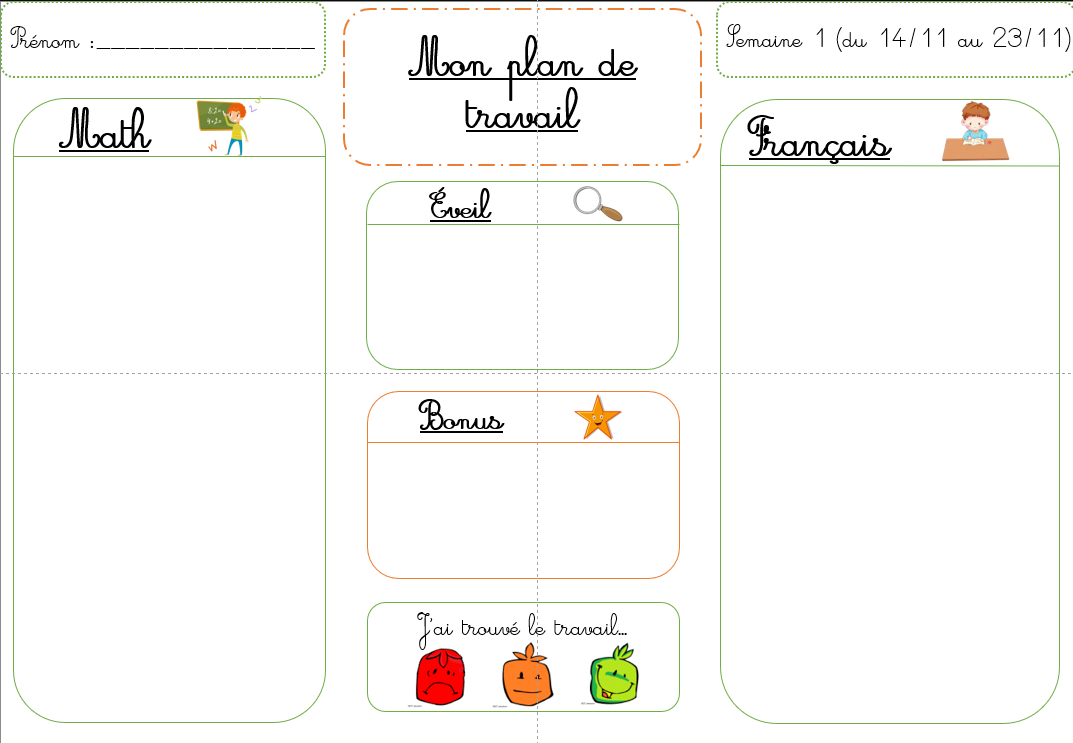 Prénom :_______________
Mon plan de
travail
Semaine 1 (du 14/11 au 23/11)
Math
Éveil
Français
Bonus
J'ai trouvé le travail...